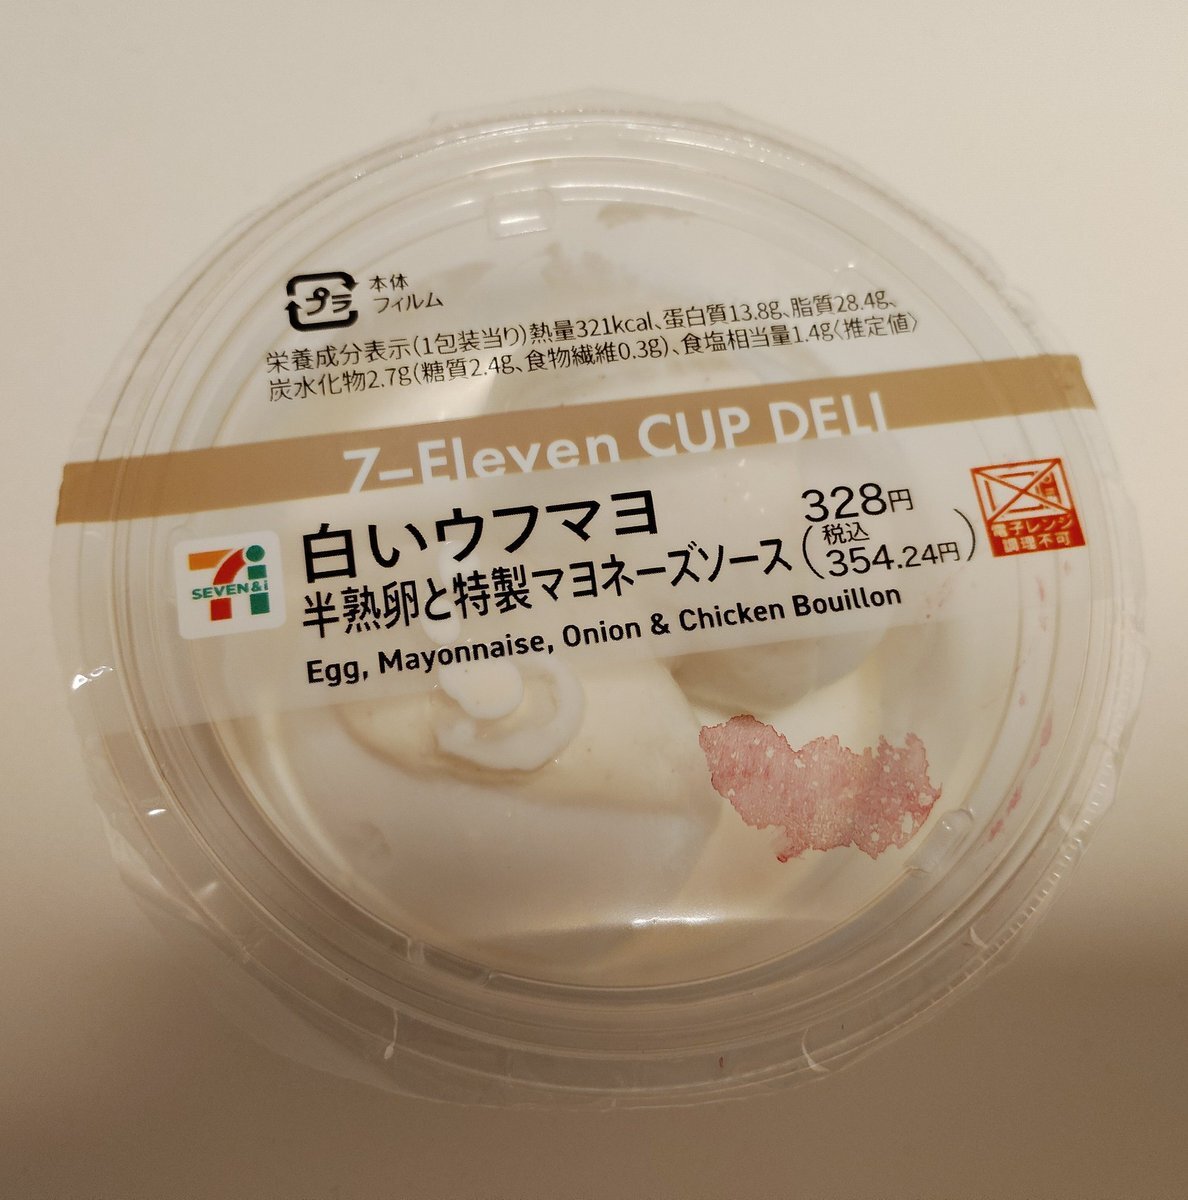 プラ
本体
フィルム
栄養成分表示(1包装当り)熱量321kcal、蛋白質13.8g、脂質28.4g、
炭水化物2.7g(糖質2.4g、食物繊維0.3g)、食塩相当量1.4g〈推定値〉
7-Eleven CUP DELI
SEVEN&i
白いウフマヨ
328円
半熟卵と特製マヨネーズソース
(税込
354.24円)
Egg, Mayonnaise, Onion & Chicken Bouillon
電子レンジ
調理不可